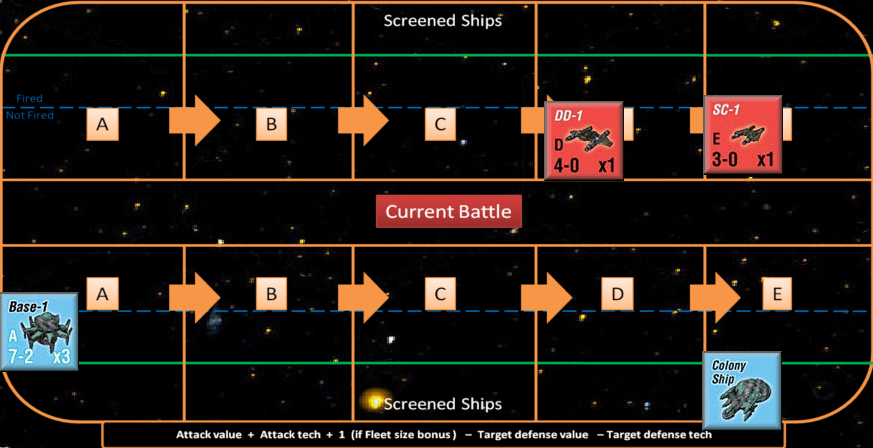 Screened Ships
Fired
Not Fired
A
B
C
DD-1
D
4-0 x1
SC-1
E
3-0 x1
Current Battle
A
B
C
D
E
Base-1
A
7-2 x3
Colony
Ship
Screened Ships
Attack value + Attack tech + 1 (if Fleet size bonus) – Target defense value – Target defense tech